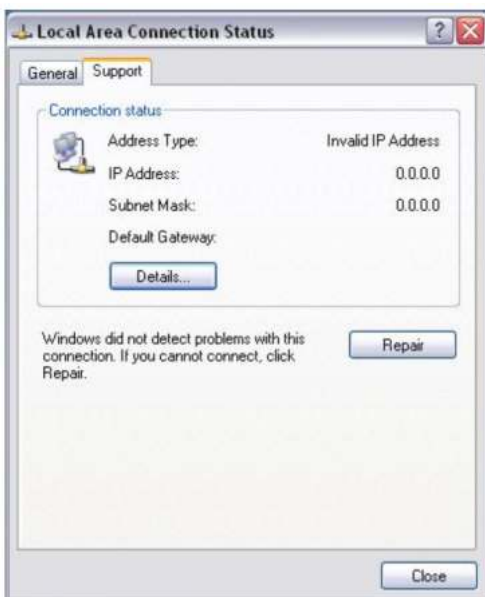 Local Area Connection Status
General Support
Connection status
Address Type: Invalid IP Address
IP Address: 0.0.0.0
Subnet Mask: 0.0.0.0
Default Gateway:
Details...
Windows did not detect problems with this
connection. If you cannot connect, click
Repair.
Repair
Close